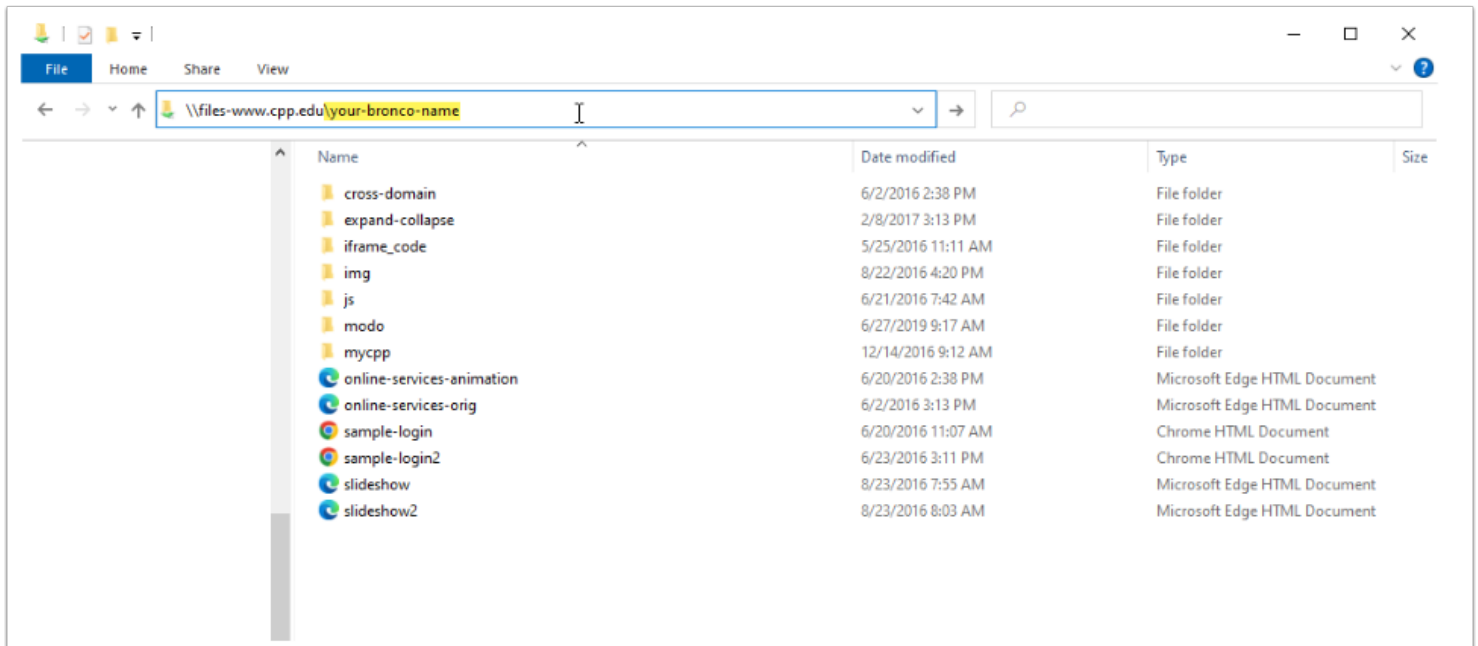 File Home Share View
\\files-www.cpp.edu\your-bronco-name
Name Date modified Type Size
cross-domain 6/2/2016 2:38 PM File folder
expand-collapse 2/8/2017 3:13 PM File folder
iframe_code 5/25/2016 11:11 AM File folder
img 8/22/2016 4:20 PM File folder
js 6/21/2016 7:42 AM File folder
modo 6/27/2019 9:17 AM File folder
mycpp 12/14/2016 9:12 AM File folder
online-services-animation 6/20/2016 2:38 PM Microsoft Edge HTML Document
online-services-orig 6/2/2016 3:13 PM Microsoft Edge HTML Document
sample-login 6/20/2016 11:07 AM Chrome HTML Document
sample-login2 6/23/2016 3:11 PM Chrome HTML Document
slideshow 8/23/2016 7:55 AM Microsoft Edge HTML Document
slideshow2 8/23/2016 8:03 AM Microsoft Edge HTML Document